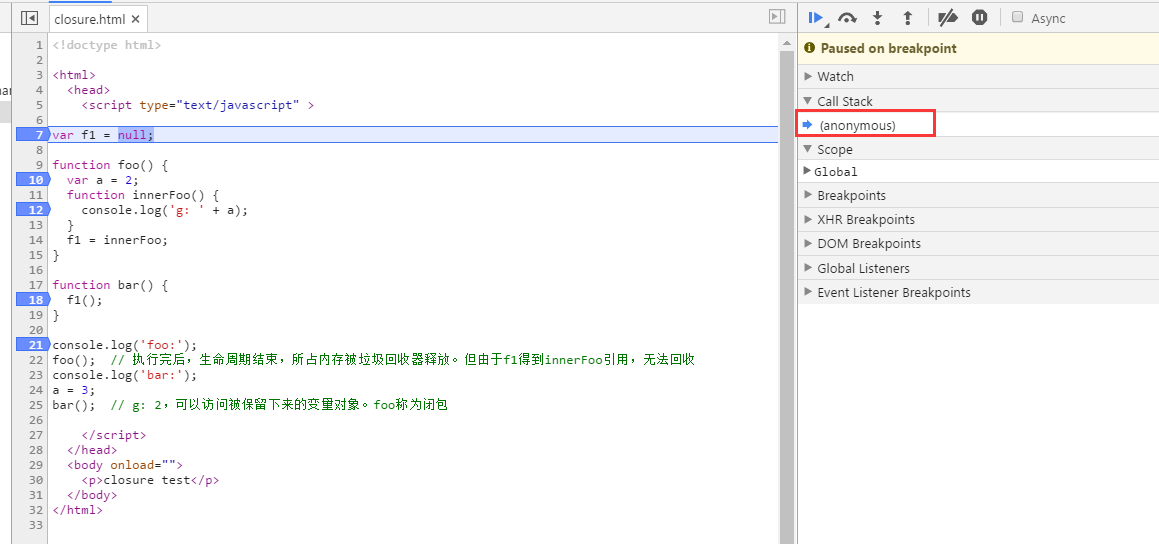 closure.html ×
1 <!doctype html>
2
3 <html>
4   <head>
5     <script type="text/javascript" >
6
7 var f1 = null;
8
9 function foo() {
10   var a = 2;
11   function innerFoo() {
12     console.log('g: ' + a);
13   }
14   f1 = innerFoo;
15 }
16
17 function bar() {
18   f1();
19 }
20
21 console.log('foo:');
22 foo();  // 执行完后，生命周期结束，所占内存被垃圾回收器释放。但由于f1得到innerFoo引用，无法回收
23 console.log('bar:');
24 a = 3;
25 bar();  // g: 2，可以访问被保留下来的变量对象。foo称为闭包
26
27     </script>
28   </head>
29   <body onload="">
30     <p>closure test</p>
31   </body>
32 </html>
33
Async
Paused on breakpoint
Watch
Call Stack
(anonymous)
Scope
Global
Breakpoints
XHR Breakpoints
DOM Breakpoints
Global Listeners
Event Listener Breakpoints